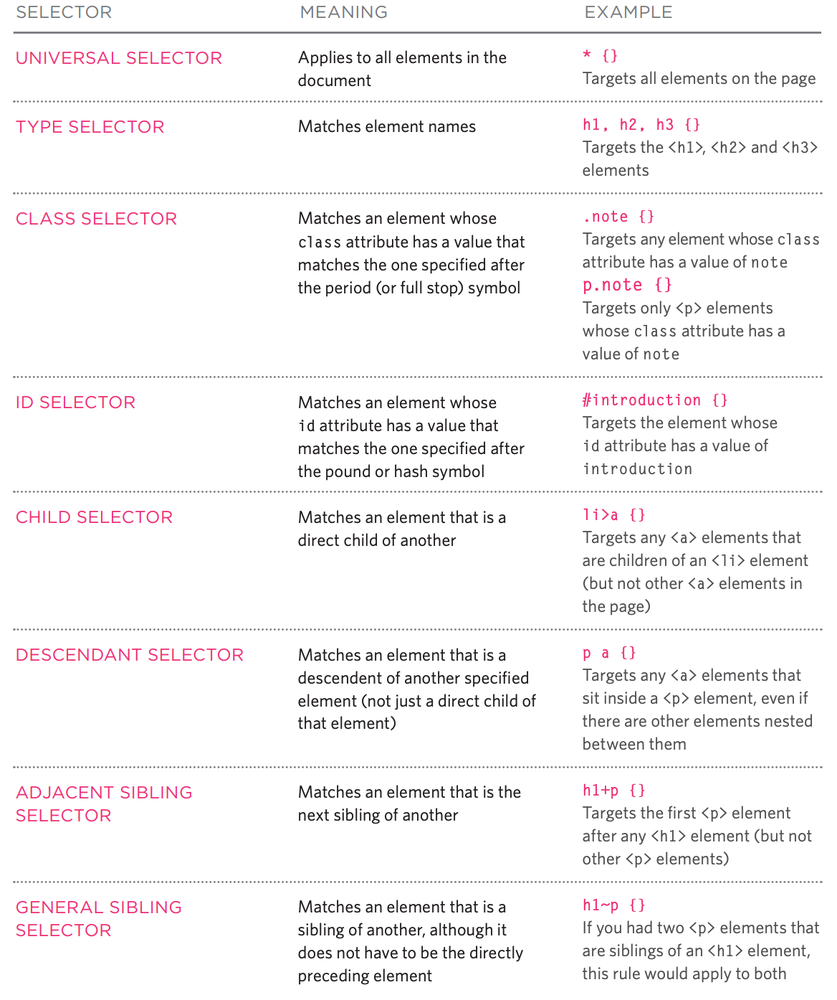 SELECTOR MEANING EXAMPLE
UNIVERSAL SELECTOR
Applies to all elements in the
document
* {}
Targets all elements on the page
TYPE SELECTOR
Matches element names
h1, h2, h3 {}
Targets the <h1>, <h2> and <h3>
elements
CLASS SELECTOR
Matches an element whose
class attribute has a value that
matches the one specified after
the period (or full stop) symbol
.note {}
Targets any element whose class
attribute has a value of note
p.note {}
Targets only <p> elements
whose class attribute has a
value of note
ID SELECTOR
Matches an element whose
id attribute has a value that
matches the one specified after
the pound or hash symbol
#introduction {}
Targets the element whose
id attribute has a value of
introduction
CHILD SELECTOR
Matches an element that is a
direct child of another
li>a {}
Targets any <a> elements that
are children of an <li> element
(but not other <a> elements in
the page)
DESCENDANT SELECTOR
Matches an element that is a
descendent of another specified
element (not just a direct child of
that element)
p a {}
Targets any <a> elements that
sit inside a <p> element, even if
there are other elements nested
between them
ADJACENT SIBLING
SELECTOR
Matches an element that is the
next sibling of another
h1+p {}
Targets the first <p> element
after any <h1> element (but not
other <p> elements)
GENERAL SIBLING
SELECTOR
Matches an element that is a
sibling of another, although it
does not have to be the directly
preceding element
h1~p {}
If you had two <p> elements that
are siblings of an <h1> element,
this rule would apply to both